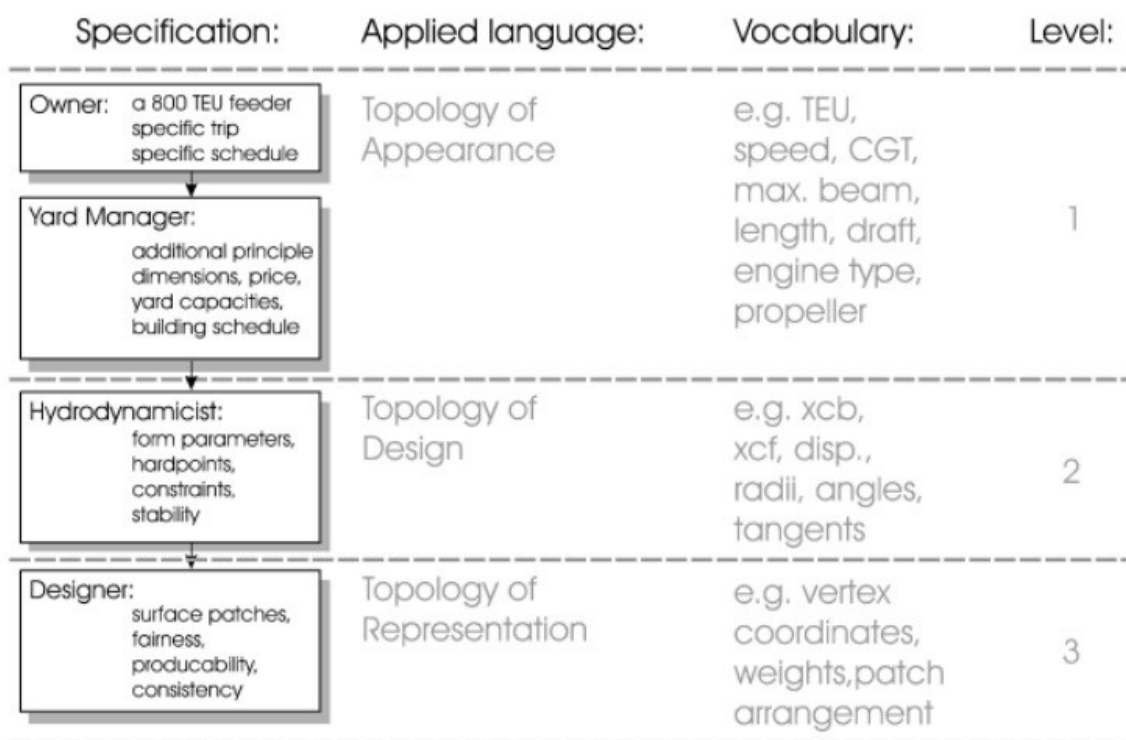 Specification: Applied language: Vocabulary: Level:
Owner: a 800 TEU feeder
specific trip
specific schedule
Yard Manager:
additional principle
dimensions, price,
yard capacities,
building schedule
Topology of
Appearance
e.g. TEU,
speed, CGT,
max. beam,
length, draft,
engine type,
propeller
1
Hydrodynamicist:
form parameters,
hardpoints,
constraints,
stability
Topology of
Design
e.g. xcb,
xcf, disp.,
radii, angles,
tangents
2
Designer:
surface patches,
fairness,
producability,
consistency
Topology of
Representation
e.g. vertex
coordinates,
weights,patch
arrangement
3